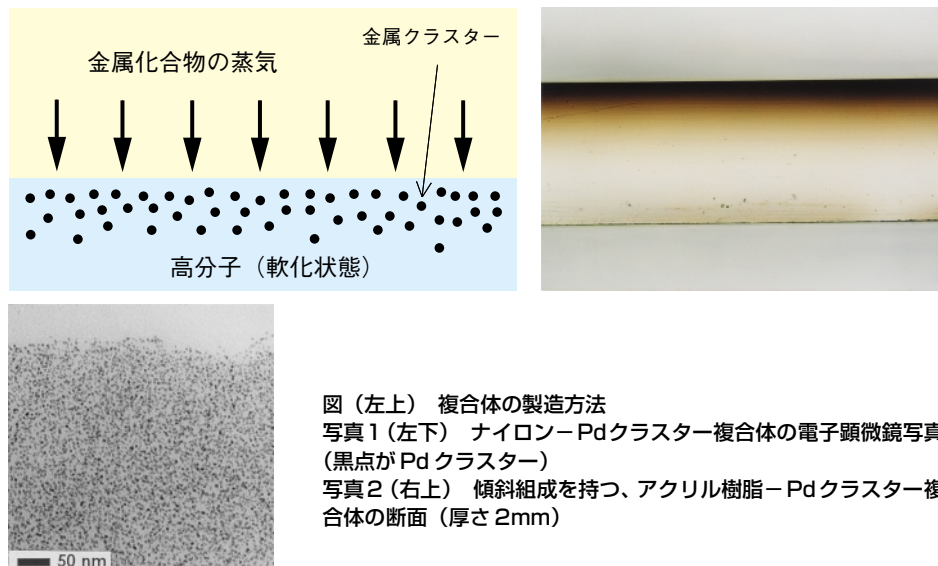 金属クラスター
金属化合物の蒸気
高分子（軟化状態）
50 nm
図（左上）　複合体の製造方法
写真1（左下）　ナイロン－Pdクラスター複合体の電子顕微鏡写真
（黒点が Pd クラスター）
写真2（右上）　傾斜組成を持つ、アクリル樹脂－Pdクラスター複
合体の断面（厚さ 2mm）